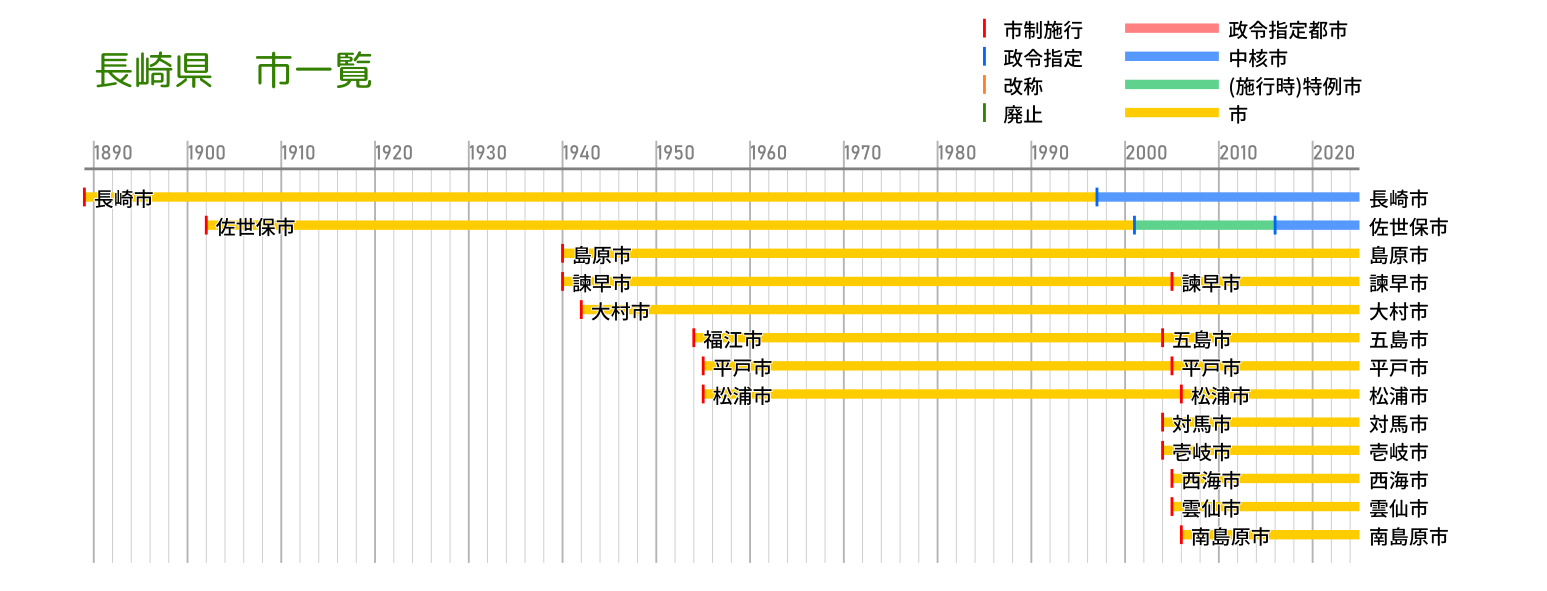 長崎県　市一覧
市制施行
政令指定
改称
廃止
政令指定都市
中核市
(施行時)特例市
市
1890 1900 1910 1920 1930 1940 1950 1960 1970 1980 1990 2000 2010 2020
長崎市 長崎市
佐世保市 佐世保市
島原市 島原市
諫早市 諫早市 諫早市
大村市 大村市
福江市 五島市 五島市
平戸市 平戸市 平戸市
松浦市 松浦市 松浦市
対馬市 対馬市
壱岐市 壱岐市
西海市 西海市
雲仙市 雲仙市
南島原市 南島原市